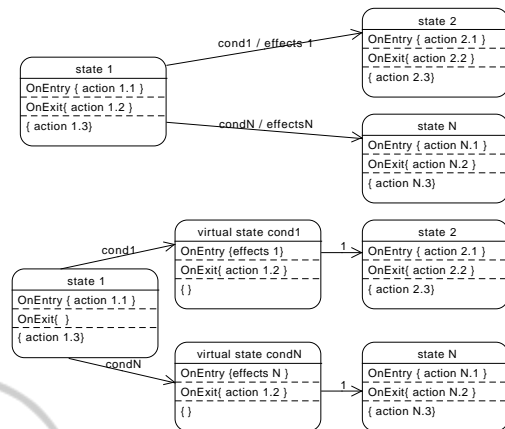 state 2
OnEntry { action 2.1 }
OnExit{ action 2.2 }
{ action 2.3}
cond1 / effects 1
state 1
OnEntry { action 1.1 }
OnExit{ action 1.2 }
{ action 1.3}
condN / effectsN
state N
OnEntry { action N.1 }
OnExit{ action N.2 }
{ action N.3}
virtual state cond1
OnEntry {effects 1}
OnExit{ action 1.2 }
{ }
1
state 2
OnEntry { action 2.1 }
OnExit{ action 2.2 }
{ action 2.3}
cond1
state 1
OnEntry { action 1.1 }
OnExit{  }
{ action 1.3}
condN
virtual state condN
OnEntry {effects N }
OnExit{ action 1.2 }
{ }
1
state N
OnEntry { action N.1 }
OnExit{ action N.2 }
{ action N.3}